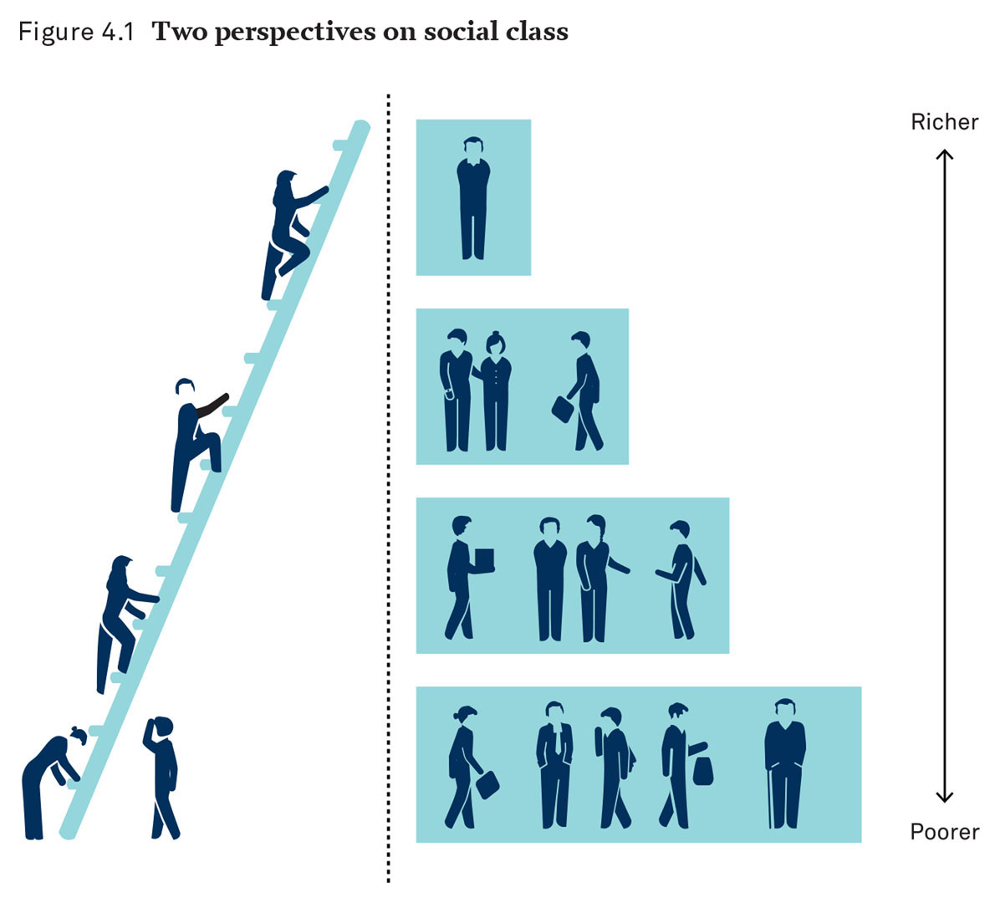 Figure 4.1 Two perspectives on social class
Richer
Poorer